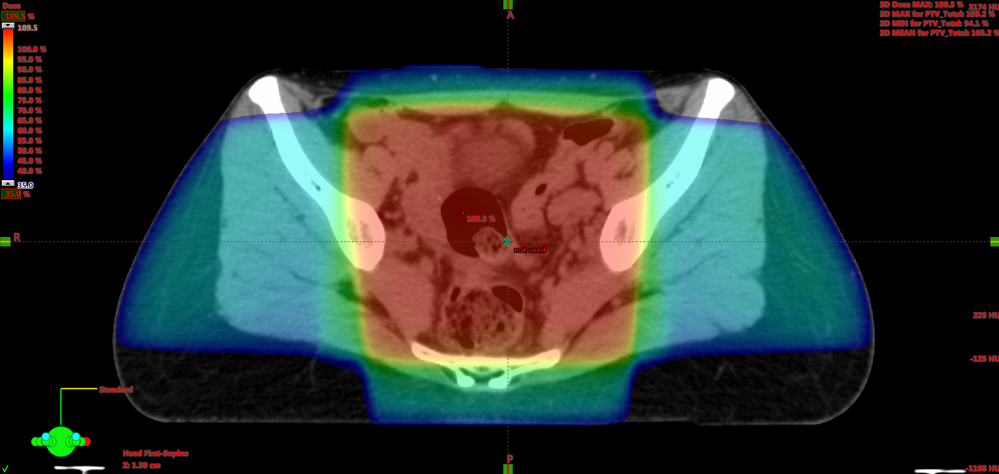 Dose
109.5 %
109.5
100.0 %
95.0 %
90.0 %
85.0 %
80.0 %
75.0 %
70.0 %
65.0 %
60.0 %
55.0 %
50.0 %
45.0 %
40.0 %
35.0
35.0 %
A
3D Dose MAX: 109.5 %
3174 HU
3D MAX for PTV_Total: 109.2 %
3D MIN for PTV_Total: 94.1 %
3D MEAN for PTV_Total: 105.2 %
109.3 %
R
not used
225 HU
-125 HU
Standard
Head First-Supine
Z: 1.50 cm
P
-1198 HU